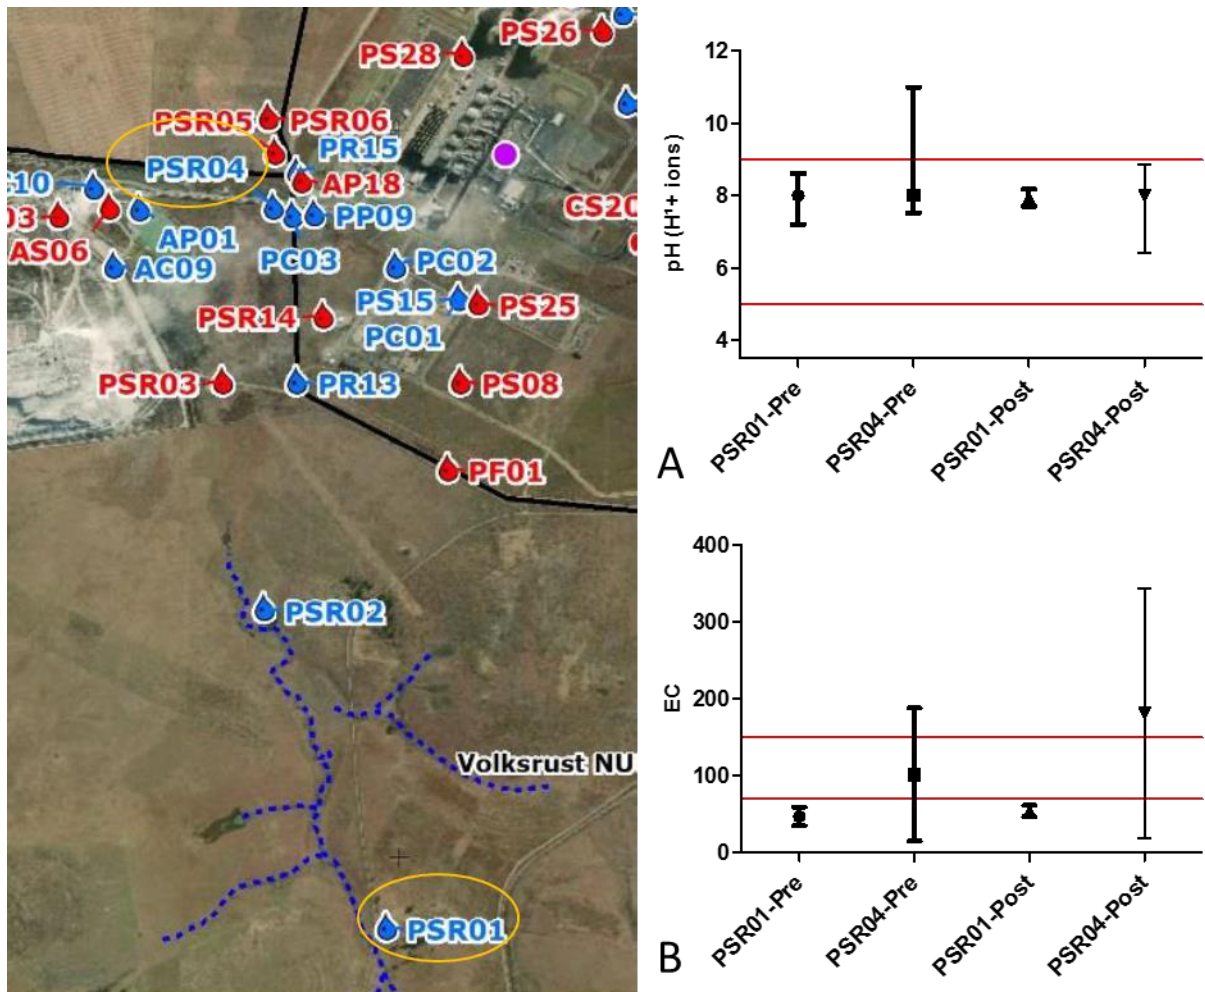 PS26
PS28
PSR05
PSR06
PR15
PSR04
AP18
C10
CS20
03
PP09
AS06
AP01
PC03
AC09
PC02
PS15
PS25
PSR14
PC01
PSR03
PR13
PS08
PF01
PSR02
Volksrust NU
PSR01
12
10
8
6
4
pH (H¹+ ions)
PSR01-Pre
PSR04-Pre
PSR01-Post
PSR04-Post
A
400
300
200
100
0
EC
PSR01-Pre
PSR04-Pre
PSR01-Post
PSR04-Post
B